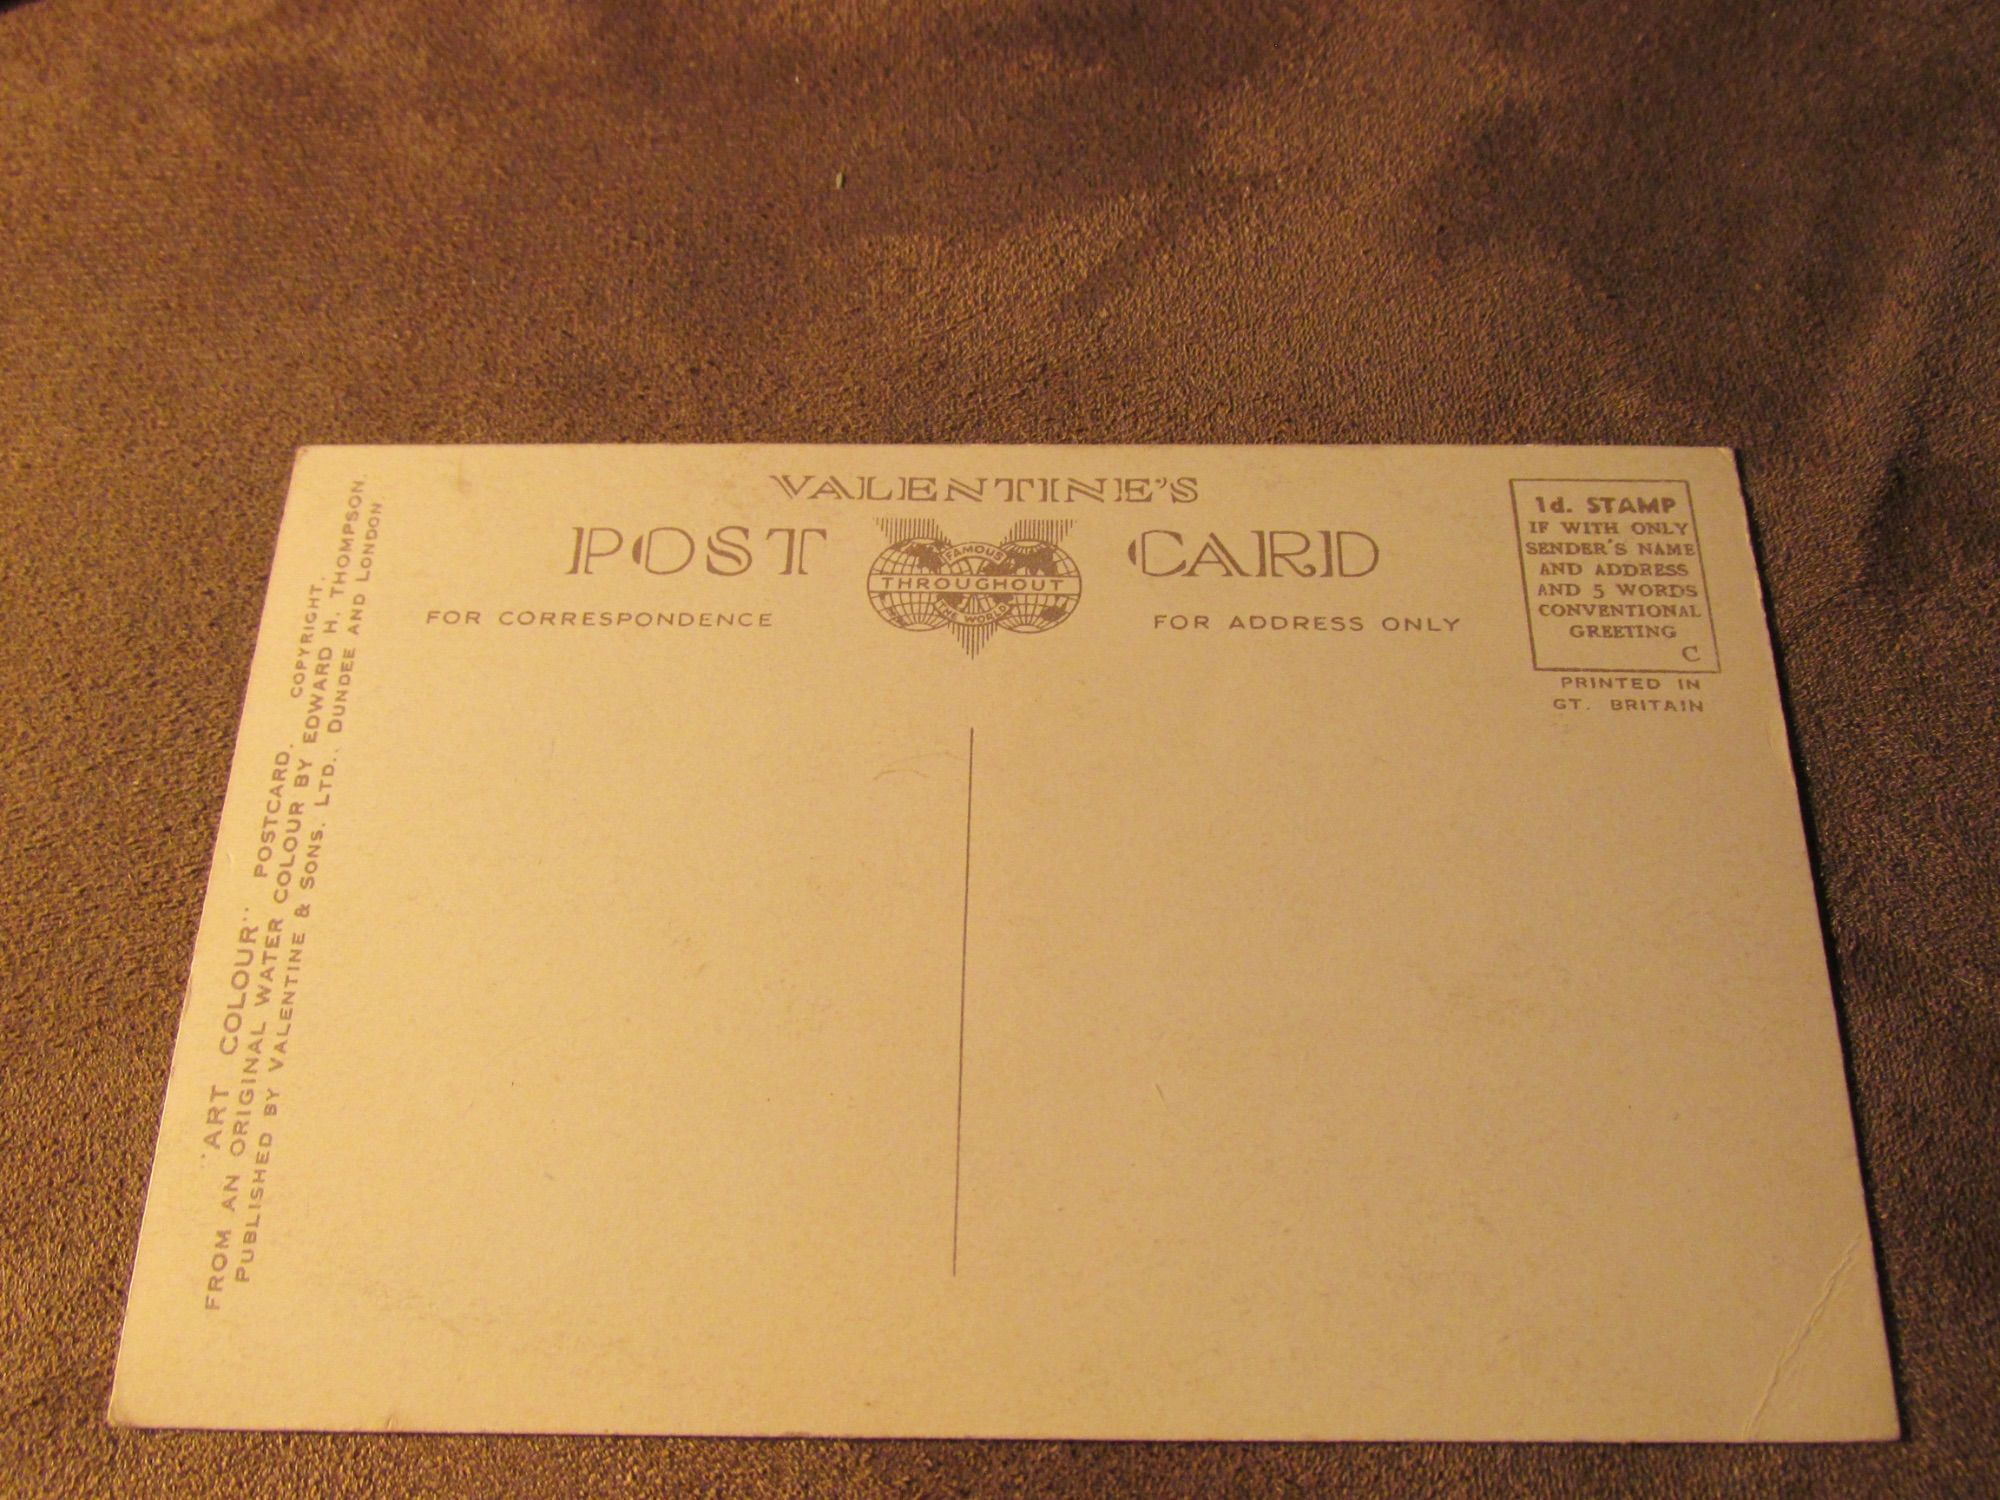 VALENTINE'S
POST CARD
FAMOUS
THROUGHOUT
THE WORLD
FOR CORRESPONDENCE
FOR ADDRESS ONLY
1d. STAMP
IF WITH ONLY
SENDER'S NAME
AND ADDRESS
AND 5 WORDS
CONVENTIONAL
GREETING
C
PRINTED IN
GT. BRITAIN
"ART COLOUR" POSTCARD. COPYRIGHT.
FROM AN ORIGINAL WATER COLOUR BY EDWARD H. THOMPSON.
PUBLISHED BY VALENTINE & SONS. LTD., DUNDEE AND LONDON